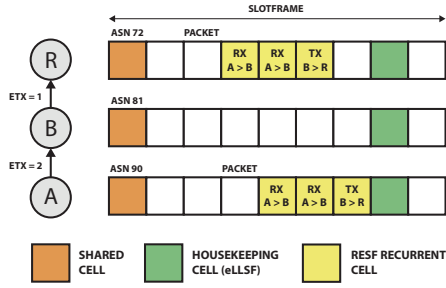 SLOTFRAME
ASN 72 PACKET
R
RX A > B
RX A > B
TX B > R
ETX = 1
ASN 81
B
ETX = 2
ASN 90 PACKET
A
RX A > B
RX A > B
TX B > R
SHARED CELL
HOUSEKEEPING CELL (eLLSF)
RESF RECURRENT CELL